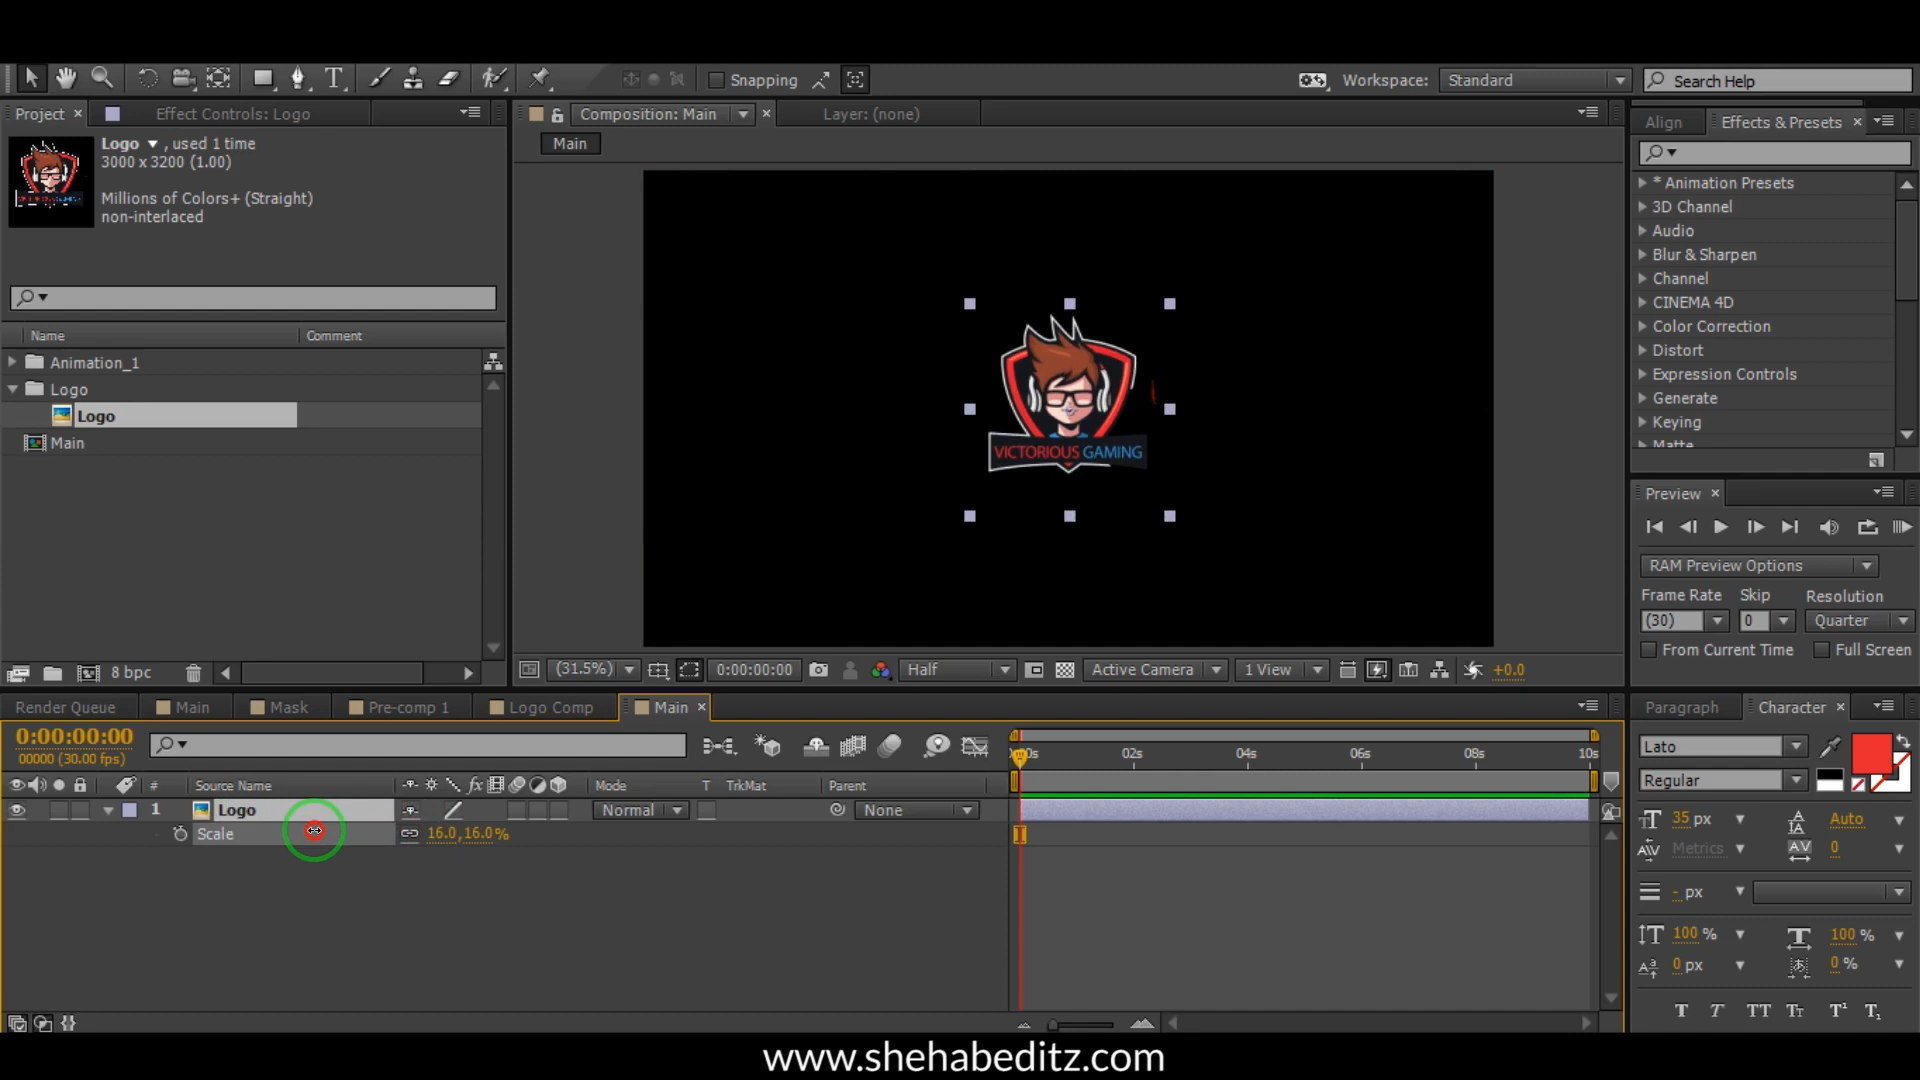 Snapping
Workspace: Standard
Search Help
Project ×
Effect Controls: Logo
Composition: Main ×
Layer: (none)
Align
Effects & Presets ×
Logo , used 1 time
3000 x 3200 (1.00)
Millions of Colors+ (Straight)
non-interlaced
Main
* Animation Presets
3D Channel
Audio
Blur & Sharpen
Channel
CINEMA 4D
Color Correction
Distort
Expression Controls
Generate
Keying
Matte
Name
Comment
Animation_1
Logo
Logo
Main
VICTORIOUS GAMING
Preview ×
RAM Preview Options
Frame Rate Skip Resolution
(30) 0 Quarter
From Current Time Full Screen
8 bpc
(31.5%) 0:00:00:00 Half Active Camera 1 View +0.0
Render Queue Main Mask Pre-comp 1 Logo Comp Main ×
Paragraph
Character ×
0:00:00:00
00000 (30.00 fps)
02s 04s 06s 08s 10s
# Source Name fx Mode T TrkMat Parent
1 Logo Normal None
Scale 16.0,16.0%
Lato
Regular
35 px Auto
Metrics 0
- px
100 % 100 %
0 px 0 %
T T TT Tt T¹ T₁
www.shehabeditz.com